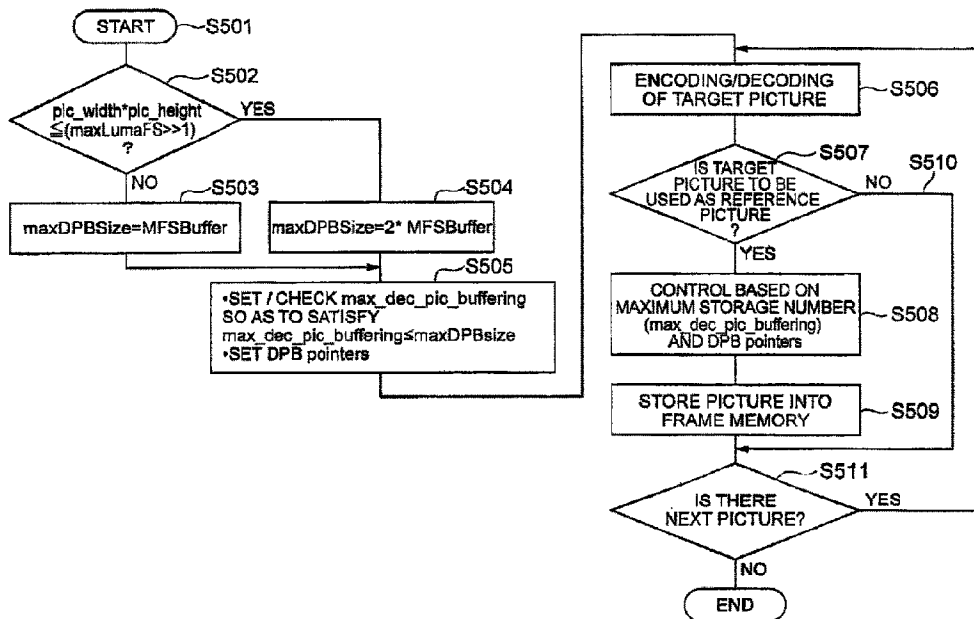 START
S501
S502
pic_width*pic_height
≦(maxLumaFS>>1)
?
YES
NO
S503
maxDPBSize=MFSBuffer
S504
maxDPBSize=2* MFSBuffer
S505
•SET / CHECK max_dec_pic_buffering
SO AS TO SATISFY
max_dec_pic_buffering≤maxDPBsize
•SET DPB pointers
ENCODING/DECODING
OF TARGET PICTURE
S506
S507
IS TARGET
PICTURE TO BE
USED AS REFERENCE
PICTURE
?
NO
S510
YES
CONTROL BASED ON
MAXIMUM STORAGE NUMBER
(max_dec_pic_buffering)
AND DPB pointers
S508
STORE PICTURE INTO
FRAME MEMORY
S509
S511
IS THERE
NEXT PICTURE?
YES
NO
END